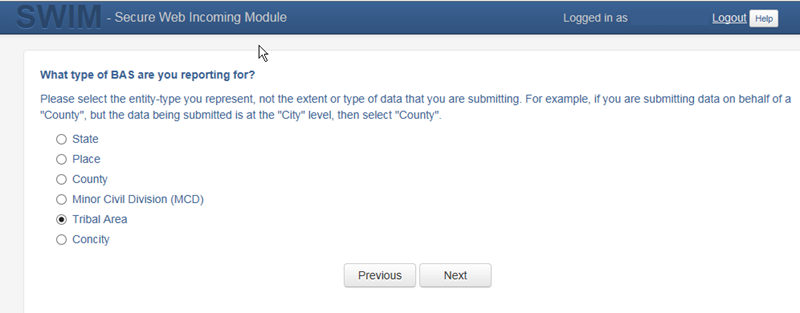 SWIM - Secure Web Incoming Module Logged in as Logout Help
What type of BAS are you reporting for?
Please select the entity-type you represent, not the extent or type of data that you are submitting. For example, if you are submitting data on behalf of a
"County", but the data being submitted is at the "City" level, then select "County".
State
Place
County
Minor Civil Division (MCD)
Tribal Area
Concity
Previous Next